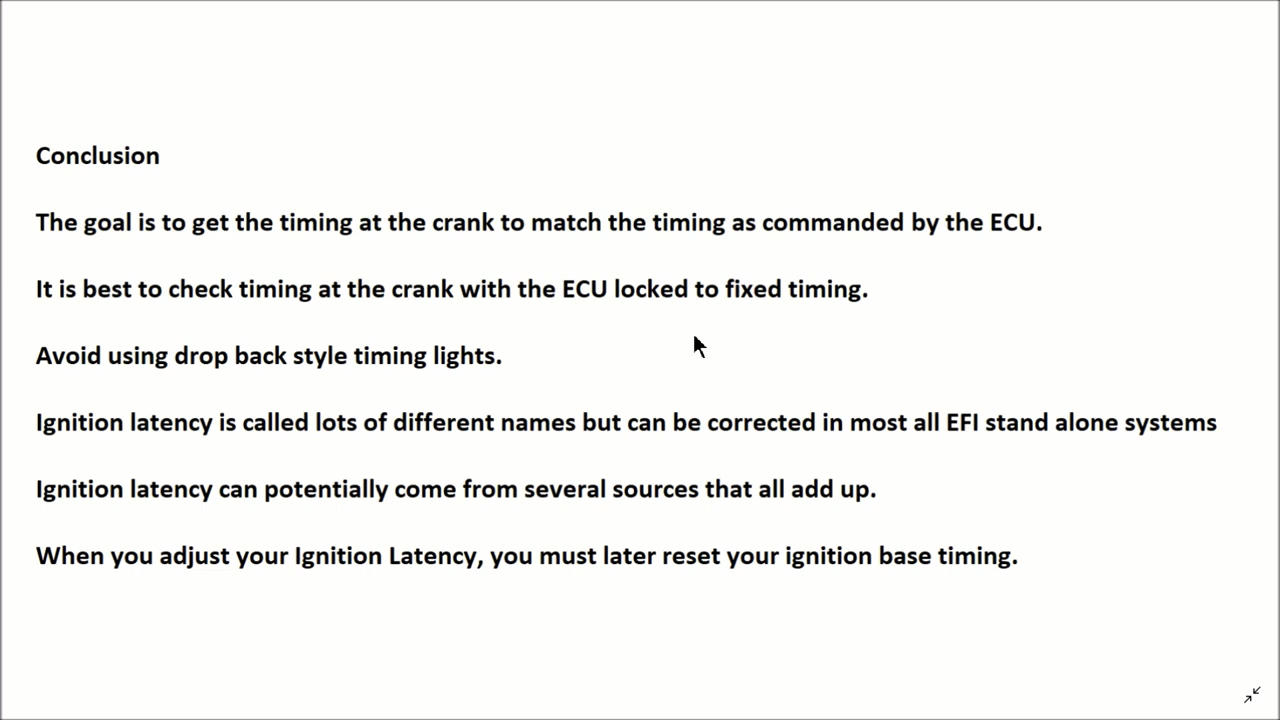 Conclusion
The goal is to get the timing at the crank to match the timing as commanded by the ECU.
It is best to check timing at the crank with the ECU locked to fixed timing.
Avoid using drop back style timing lights.
Ignition latency is called lots of different names but can be corrected in most all EFI stand alone systems
Ignition latency can potentially come from several sources that all add up.
When you adjust your Ignition Latency, you must later reset your ignition base timing.